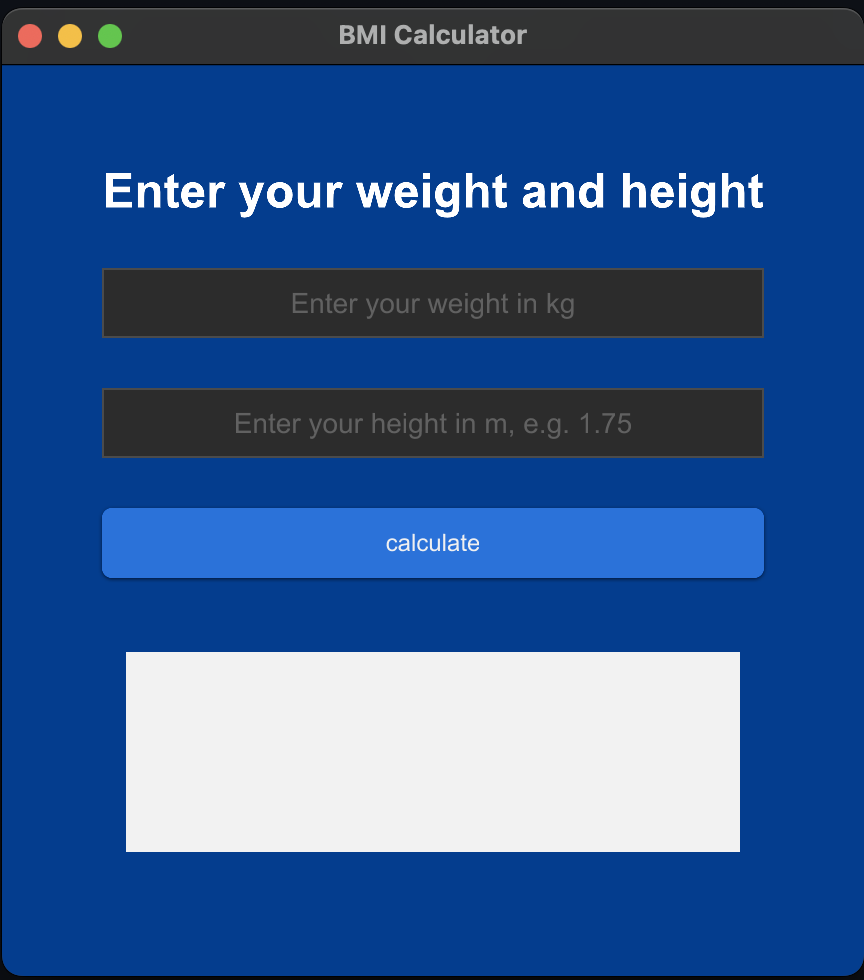 BMI Calculator
Enter your weight and height
Enter your weight in kg
Enter your height in m, e.g. 1.75
calculate